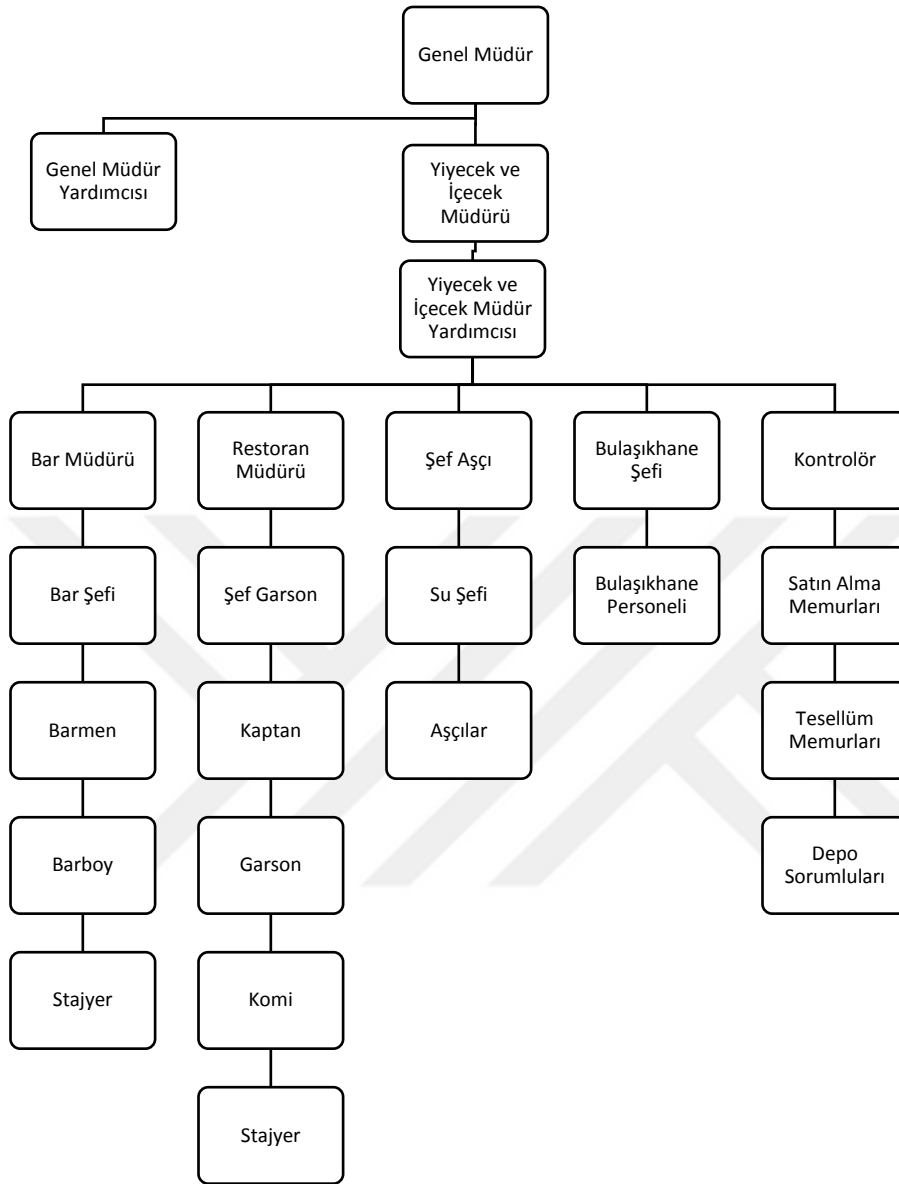 Genel Müdür
Genel Müdür
Yardımcısı
Yiyecek ve
İçecek
Müdürü
Yiyecek ve
İçecek Müdür
Yardımcısı
Bar Müdürü
Restoran
Müdürü
Şef Aşçı
Bulaşıkhane
Şefi
Kontrolör
Bar Şefi
Şef Garson
Su Şefi
Bulaşıkhane
Personeli
Satın Alma
Memurları
Barmen
Kaptan
Aşçılar
Tesellüm
Memurları
Barboy
Garson
Depo
Sorumluları
Stajyer
Komi
Stajyer